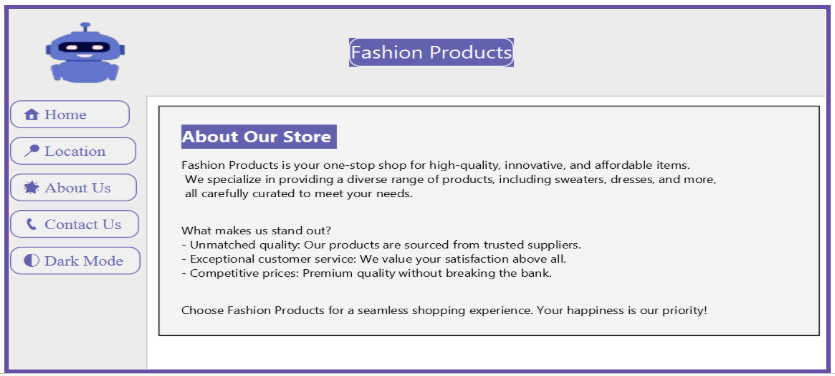 Fashion Products
Home
Location
About Us
Contact Us
Dark Mode
About Our Store
Fashion Products is your one-stop shop for high-quality, innovative, and affordable items.
We specialize in providing a diverse range of products, including sweaters, dresses, and more,
all carefully curated to meet your needs.
What makes us stand out?
- Unmatched quality: Our products are sourced from trusted suppliers.
- Exceptional customer service: We value your satisfaction above all.
- Competitive prices: Premium quality without breaking the bank.
Choose Fashion Products for a seamless shopping experience. Your happiness is our priority!